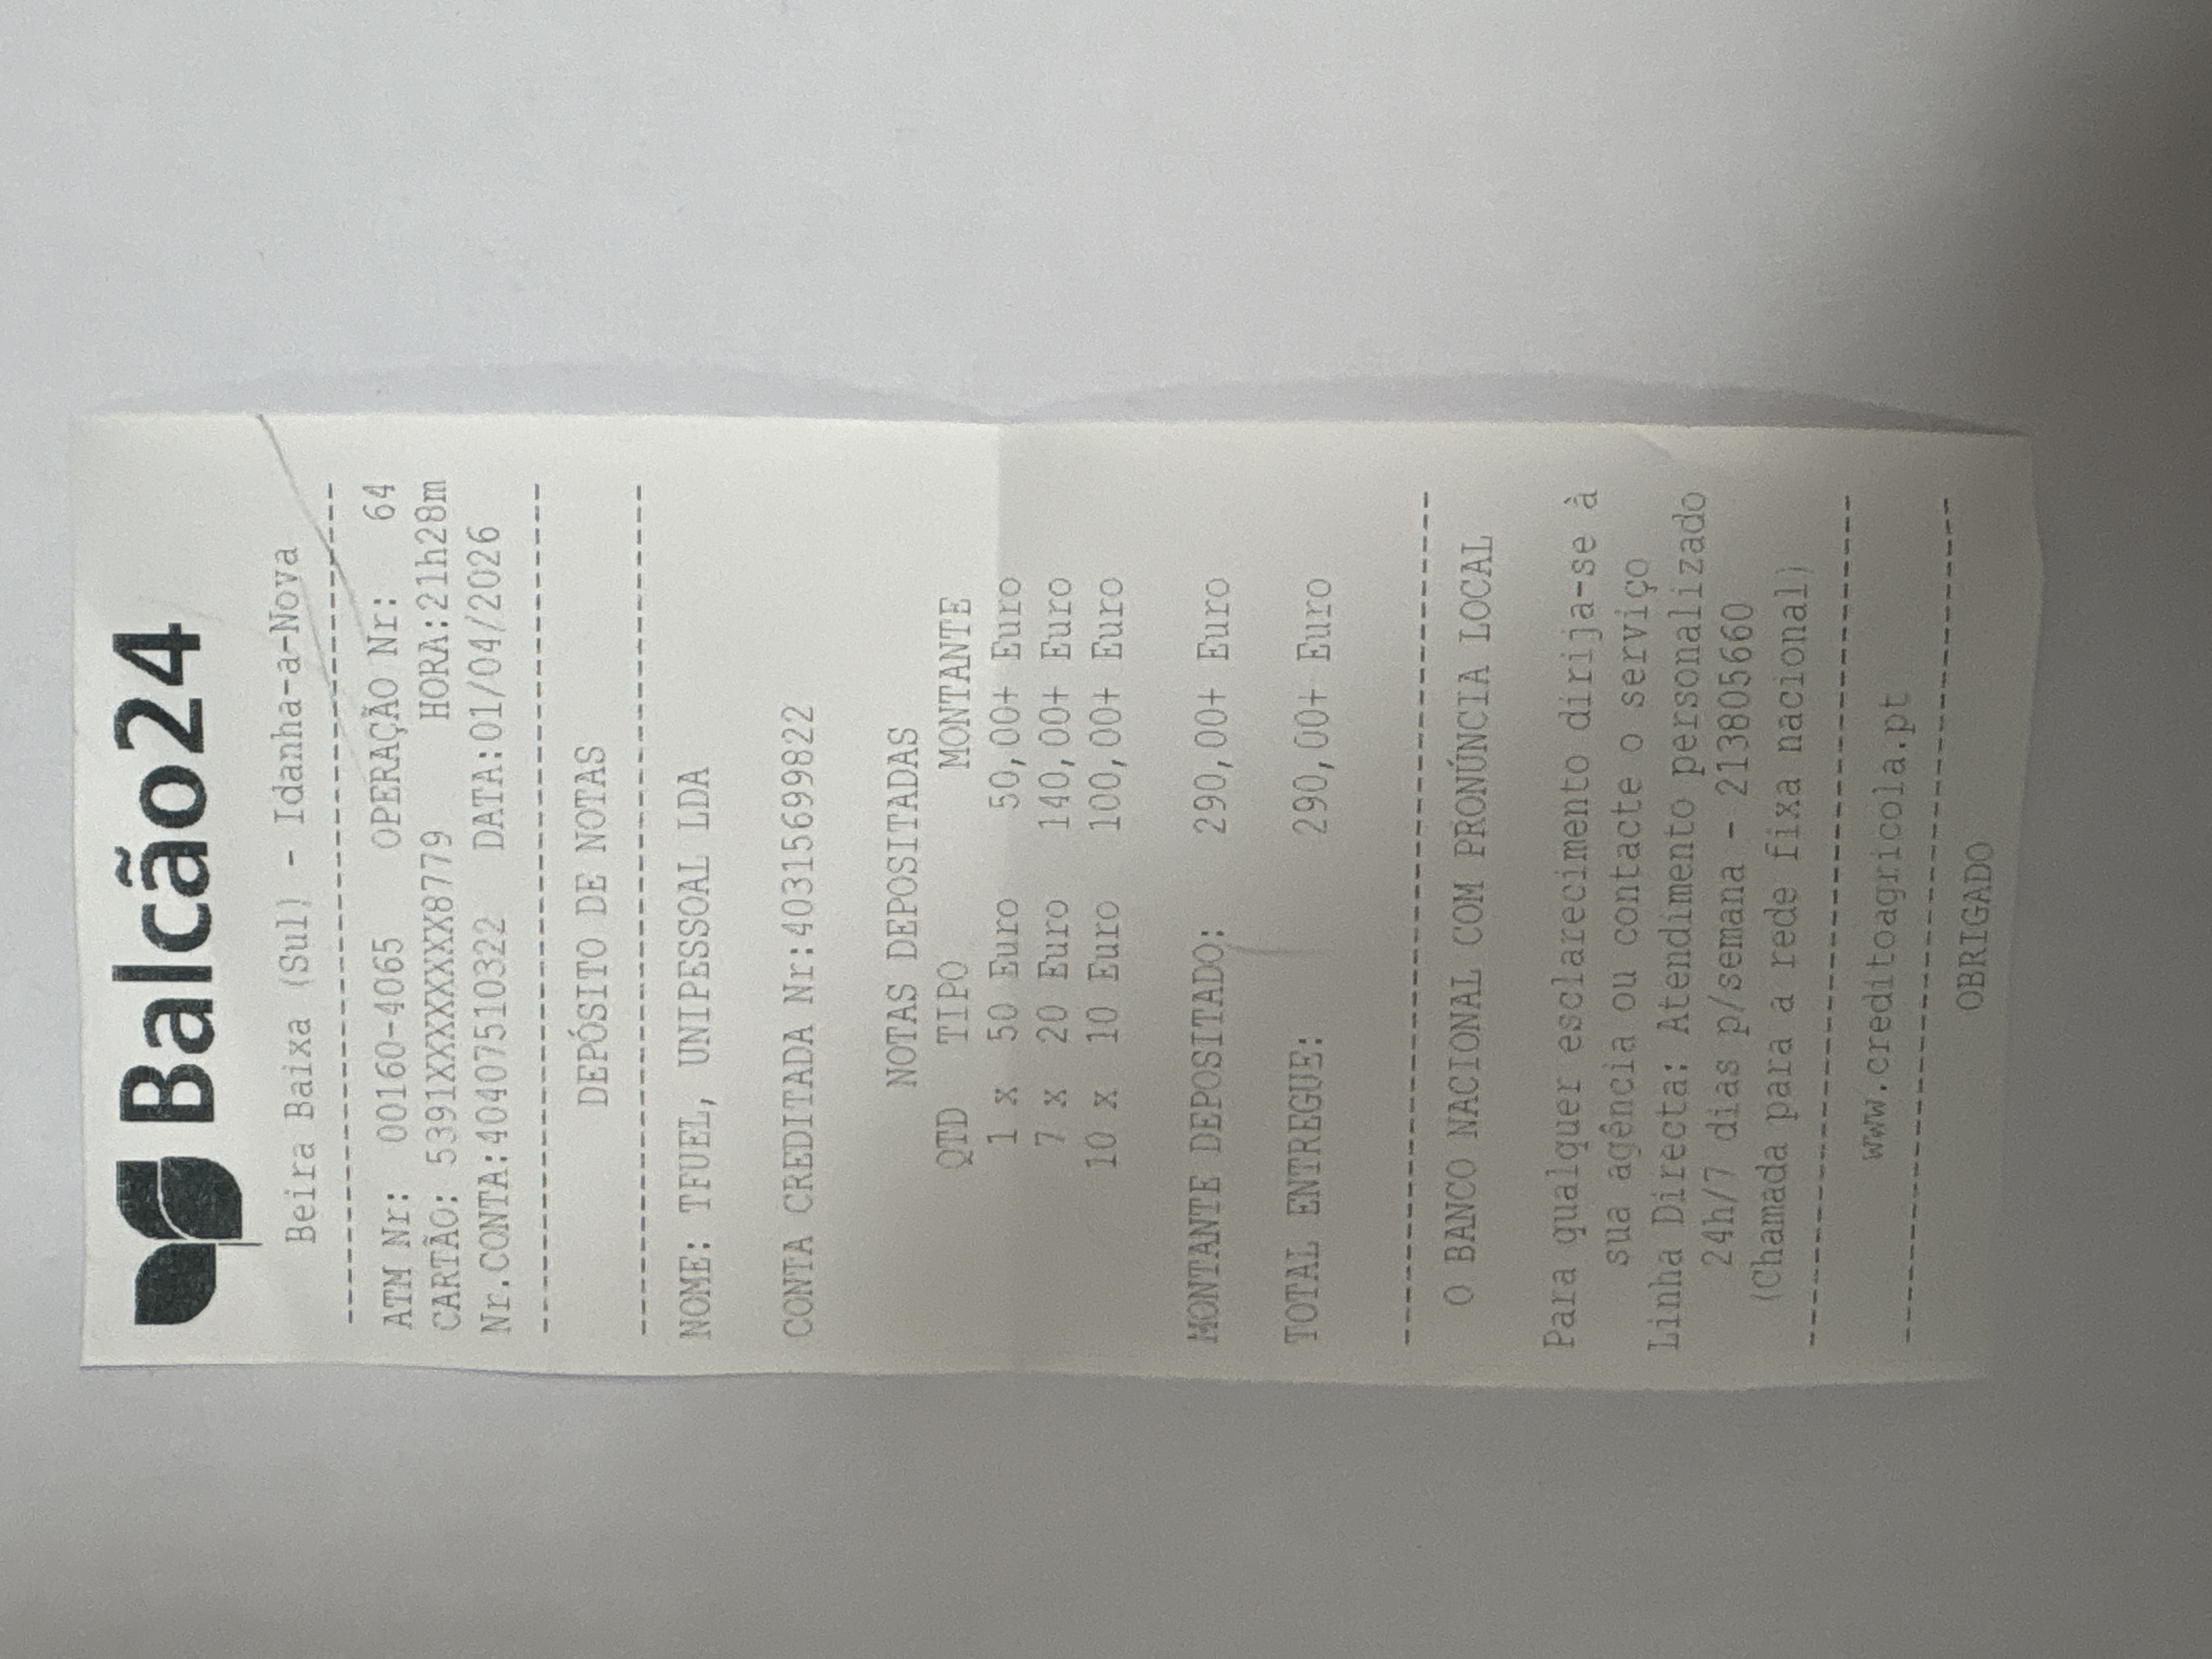 Balcão24
Beira Baixa (Sul) - Idanha-a-Nova
--------------------------------------------
ATM Nr: 00160-4065 OPERAÇÃO Nr: 64
CARTÃO: 5391XXXXXXXX8779 HORA:21h28m
Nr.CONTA:40407510322 DATA:01/04/2026
--------------------------------------------
DEPÓSITO DE NOTAS
--------------------------------------------
NOME: TFUEL, UNIPESSOAL LDA
CONTA CREDITADA Nr:40315699822
NOTAS DEPOSITADAS
QTD TIPO MONTANTE
1 x 50 Euro 50,00+ Euro
7 x 20 Euro 140,00+ Euro
10 x 10 Euro 100,00+ Euro
MONTANTE DEPOSITADO: 290,00+ Euro
TOTAL ENTREGUE: 290,00+ Euro
--------------------------------------------
O BANCO NACIONAL COM PRONÚNCIA LOCAL
Para qualquer esclarecimento dirija-se à
sua agência ou contacte o serviço
Linha Directa: Atendimento personalizado
24h/7 dias p/semana - 213805660
(Chamada para a rede fixa nacional)
--------------------------------------------
www.creditoagricola.pt
--------------------------------------------
OBRIGADO